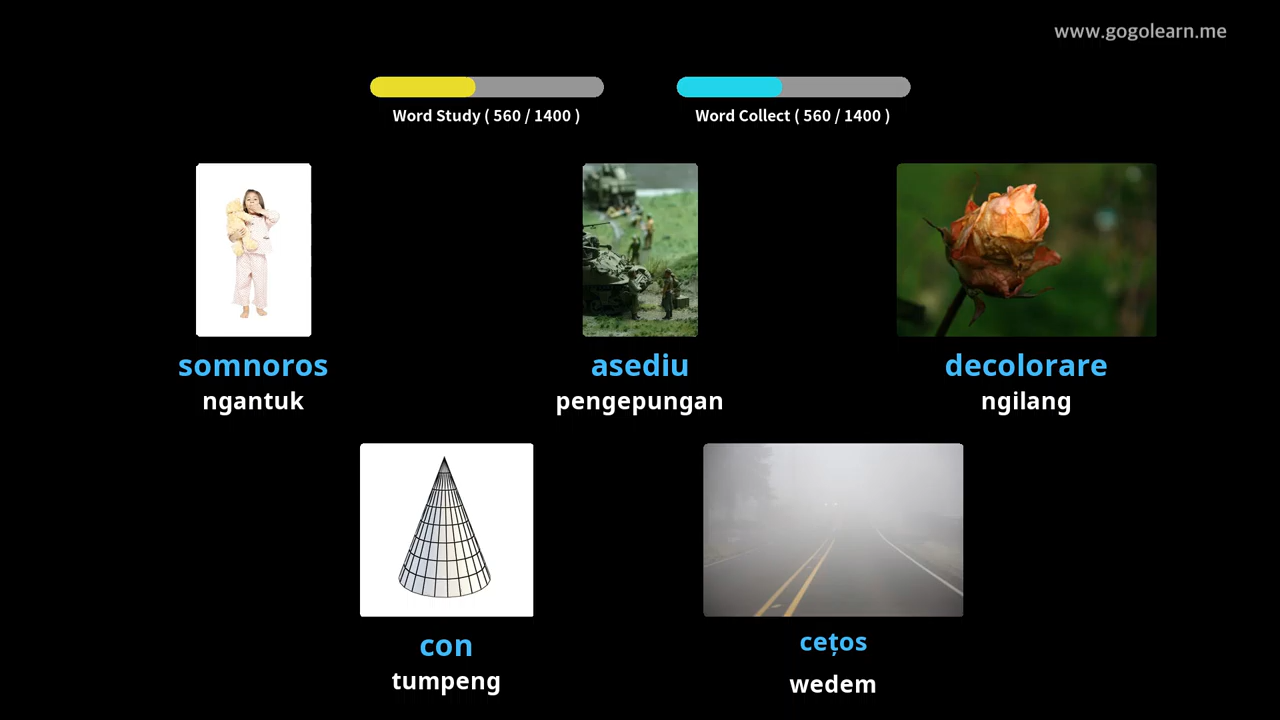 www.gogolearn.me
Word Study ( 560 / 1400 )
Word Collect ( 560 / 1400 )
somnoros
ngantuk
asediu
pengepungan
decolorare
ngilang
con
tumpeng
cețos
wedem